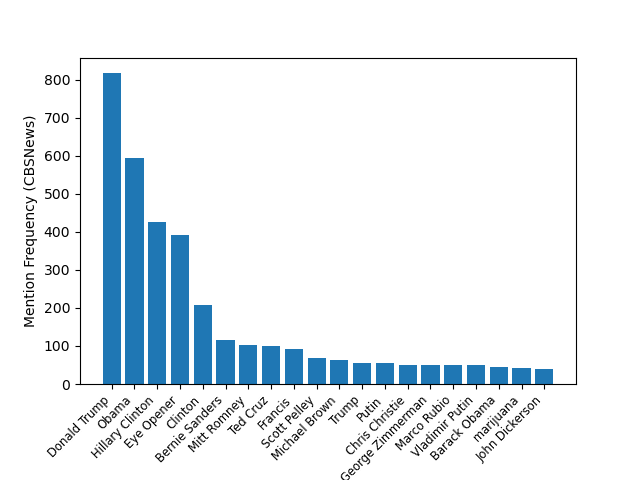 Mention Frequency (CBSNews)
800
700
600
500
400
300
200
100
0
Donald Trump
Obama
Hillary Clinton
Eye Opener
Clinton
Bernie Sanders
Mitt Romney
Ted Cruz
Francis
Scott Pelley
Michael Brown
Trump
Putin
Chris Christie
George Zimmerman
Marco Rubio
Vladimir Putin
Barack Obama
marijuana
John Dickerson